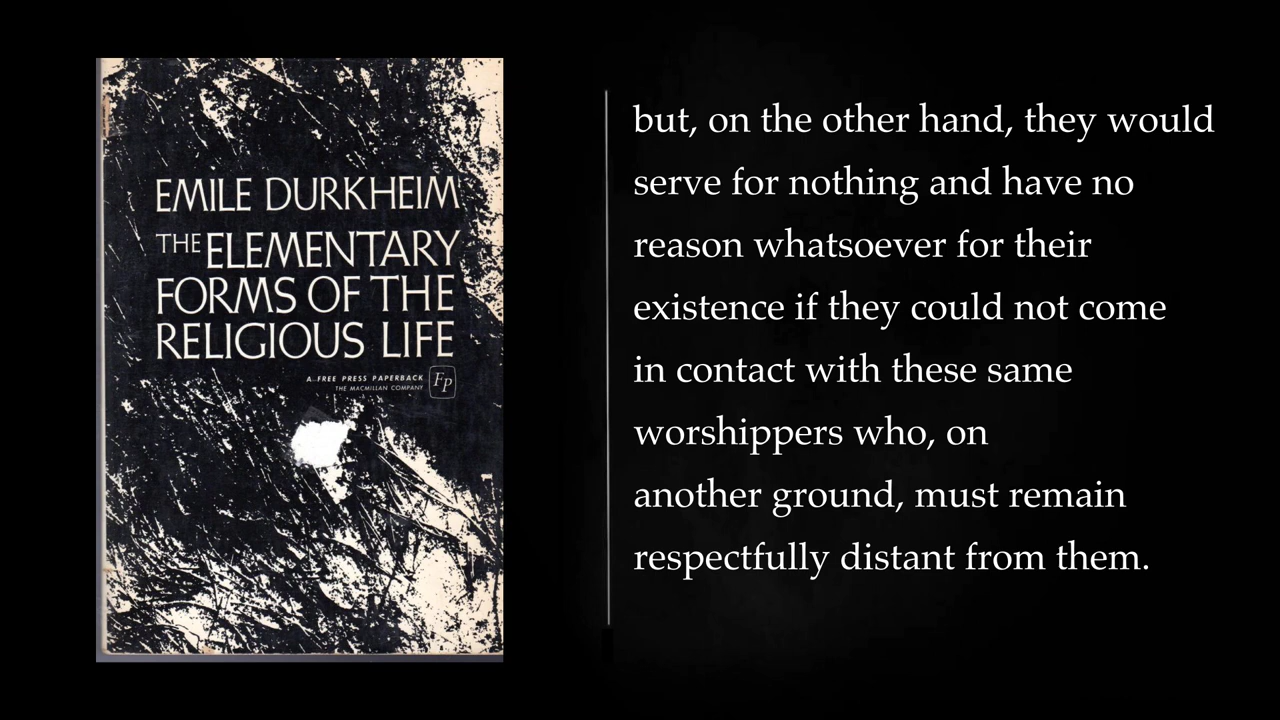 EMILE DURKHEIM
THE ELEMENTARY
FORMS OF THE
RELIGIOUS LIFE
A FREE PRESS PAPERBACK
THE MACMILLAN COMPANY
Fp
but, on the other hand, they would
serve for nothing and have no
reason whatsoever for their
existence if they could not come
in contact with these same
worshippers who, on
another ground, must remain
respectfully distant from them.